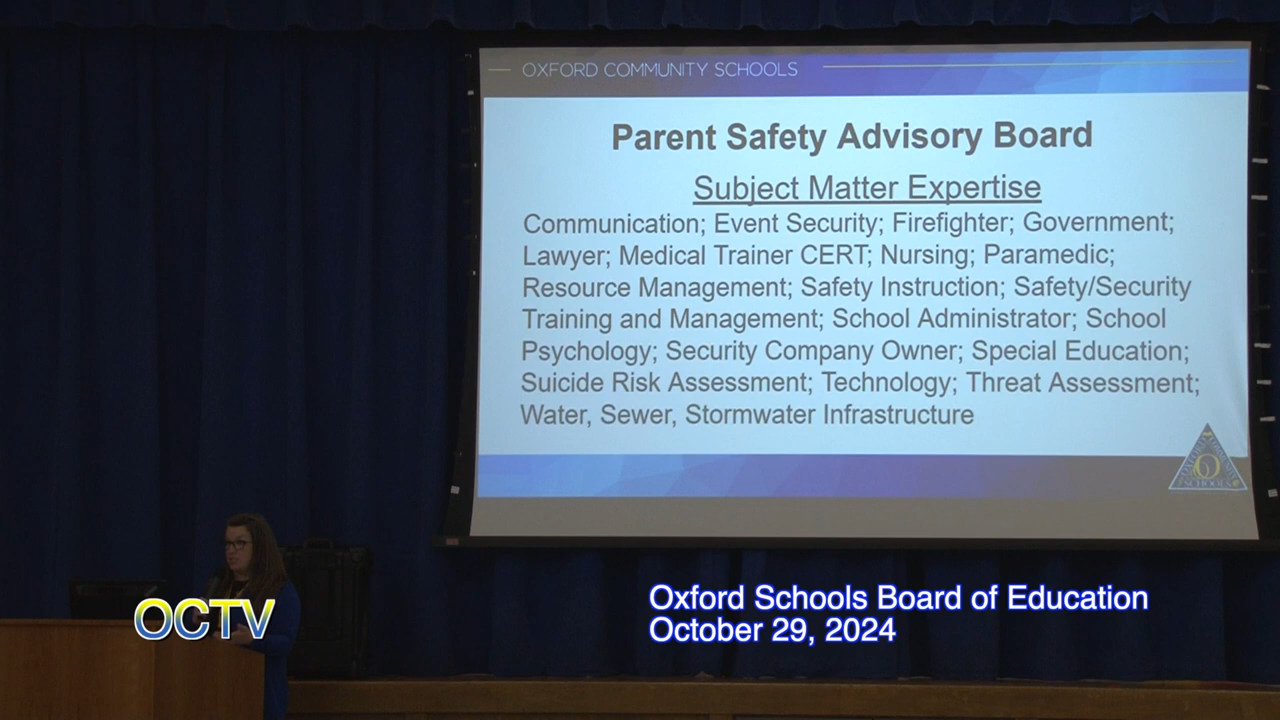 OXFORD COMMUNITY SCHOOLS
Parent Safety Advisory Board
Subject Matter Expertise
Communication; Event Security; Firefighter; Government;
Lawyer; Medical Trainer CERT; Nursing; Paramedic;
Resource Management; Safety Instruction; Safety/Security
Training and Management; School Administrator; School
Psychology; Security Company Owner; Special Education;
Suicide Risk Assessment; Technology; Threat Assessment;
Water, Sewer, Stormwater Infrastructure
OXFORD COMMUNITY
SCHOOLS
OCTV
Oxford Schools Board of Education
October 29, 2024